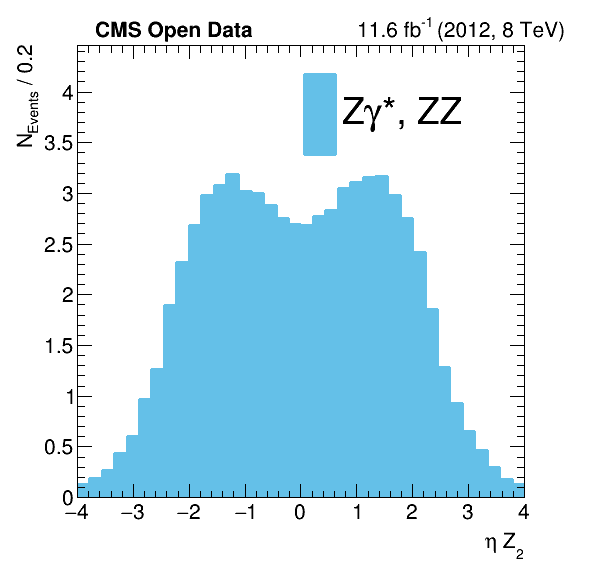 CMS Open Data 11.6 fb⁻¹ (2012, 8 TeV)
N_Events / 0.2
Zγ*, ZZ
4
3.5
3
2.5
2
1.5
1
0.5
0
−4 −3 −2 −1 0 1 2 3 4
η Z₂